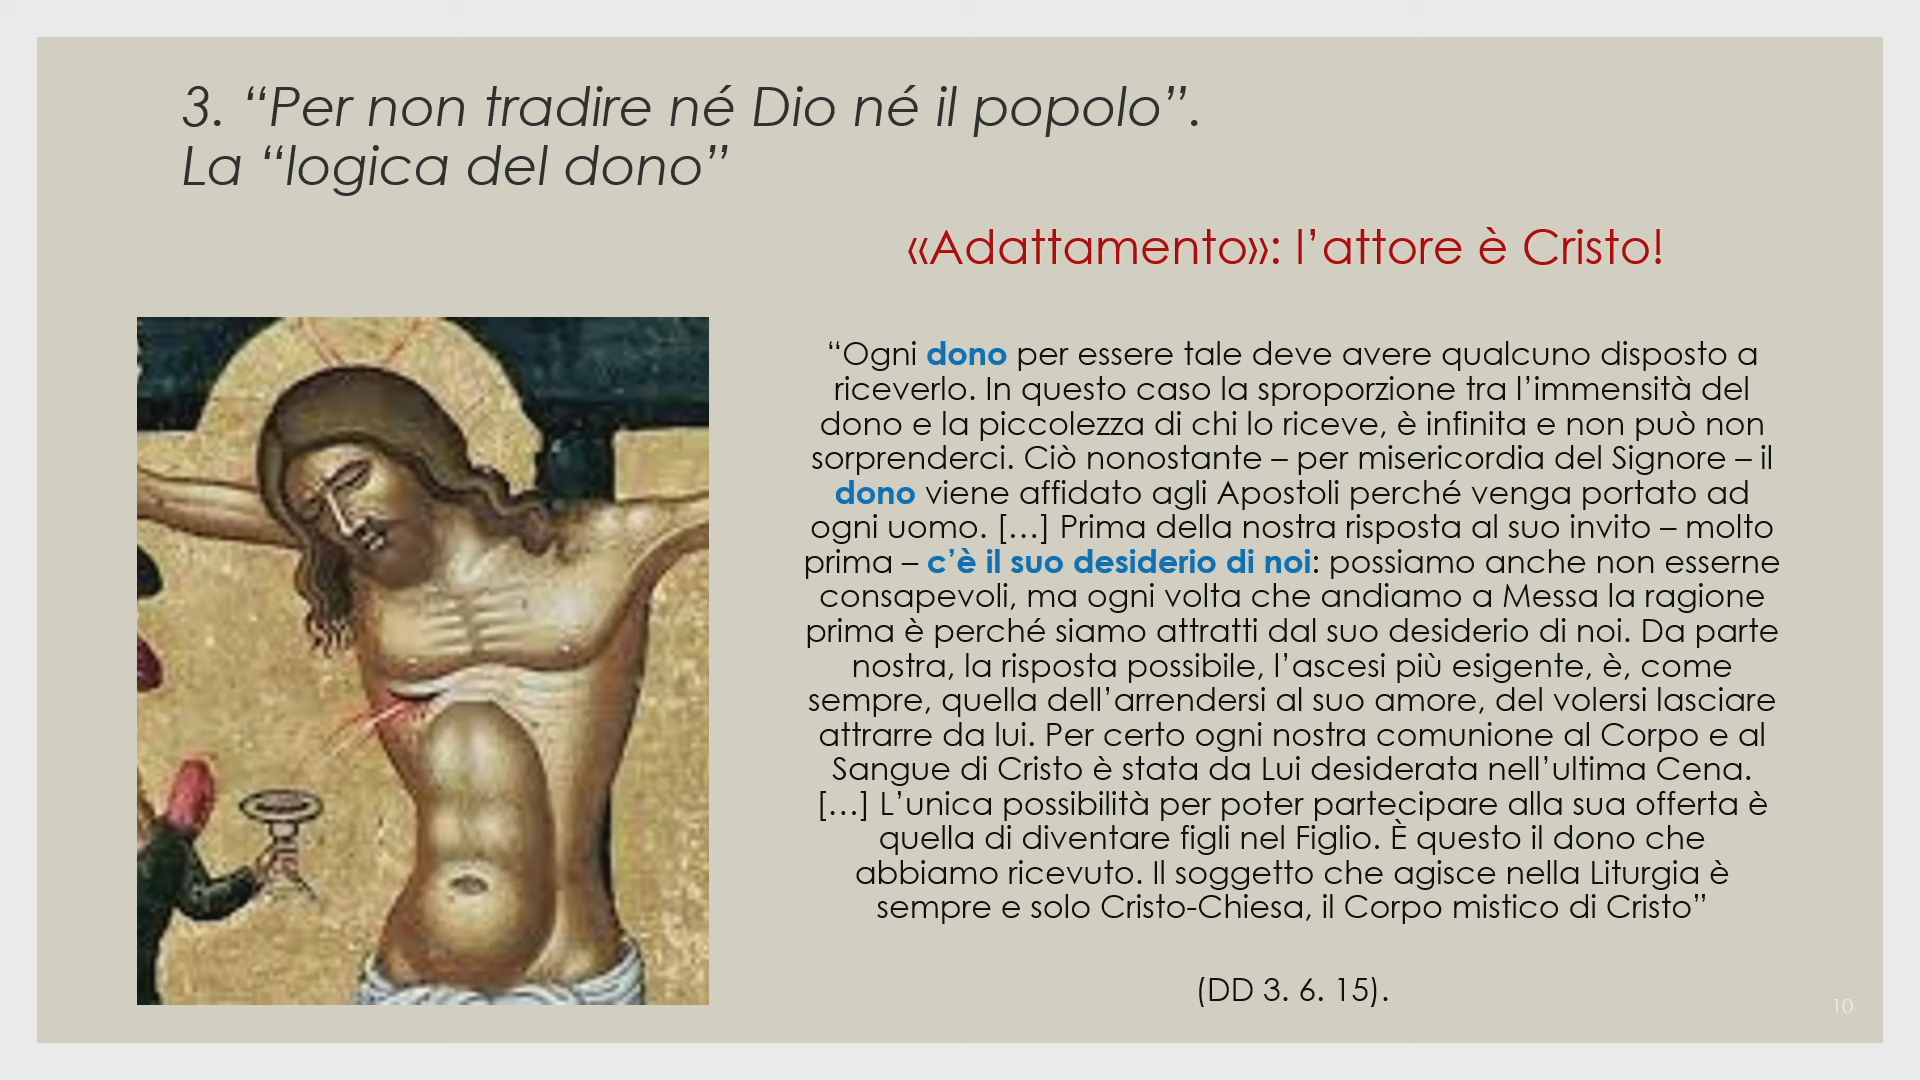 3. “Per non tradire né Dio né il popolo”.
La “logica del dono”
«Adattamento»: l’attore è Cristo!
“Ogni dono per essere tale deve avere qualcuno disposto a
riceverlo. In questo caso la sproporzione tra l’immensità del
dono e la piccolezza di chi lo riceve, è infinita e non può non
sorprenderci. Ciò nonostante – per misericordia del Signore – il
dono viene affidato agli Apostoli perché venga portato ad
ogni uomo. […] Prima della nostra risposta al suo invito – molto
prima – c’è il suo desiderio di noi: possiamo anche non esserne
consapevoli, ma ogni volta che andiamo a Messa la ragione
prima è perché siamo attratti dal suo desiderio di noi. Da parte
nostra, la risposta possibile, l’ascesi più esigente, è, come
sempre, quella dell’arrendersi al suo amore, del volersi lasciare
attrarre da lui. Per certo ogni nostra comunione al Corpo e al
Sangue di Cristo è stata da Lui desiderata nell’ultima Cena.
[…] L’unica possibilità per poter partecipare alla sua offerta è
quella di diventare figli nel Figlio. È questo il dono che
abbiamo ricevuto. Il soggetto che agisce nella Liturgia è
sempre e solo Cristo-Chiesa, il Corpo mistico di Cristo”
(DD 3. 6. 15).
10